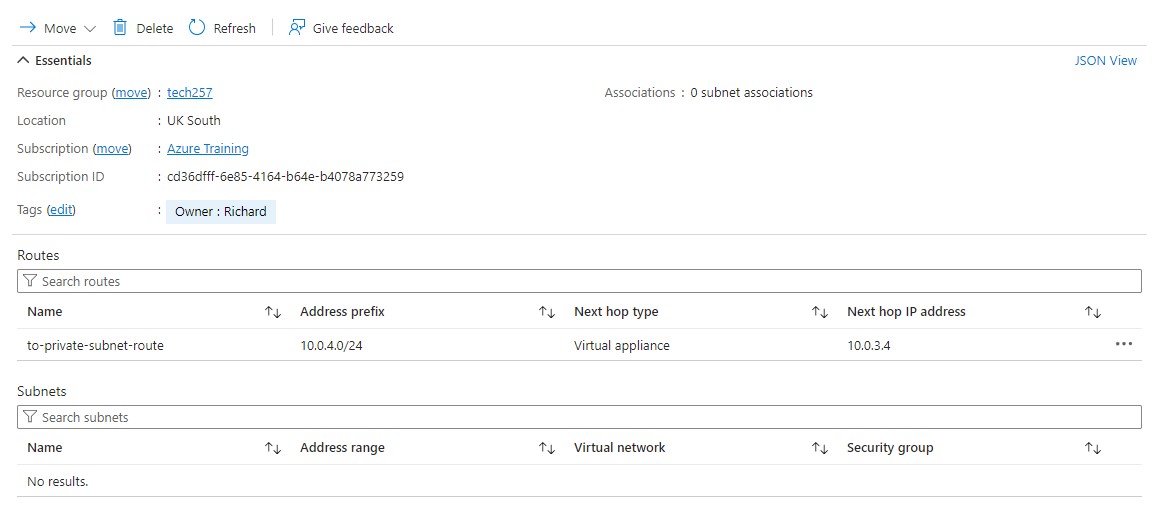 Move Delete Refresh Give feedback
Essentials JSON View
Resource group (move) : tech257 Associations : 0 subnet associations
Location : UK South
Subscription (move) : Azure Training
Subscription ID : cd36dfff-6e85-4164-b64e-b4078a773259
Tags (edit) : Owner : Richard
Routes
Search routes
Name Address prefix Next hop type Next hop IP address
to-private-subnet-route 10.0.4.0/24 Virtual appliance 10.0.3.4
Subnets
Search subnets
Name Address range Virtual network Security group
No results.